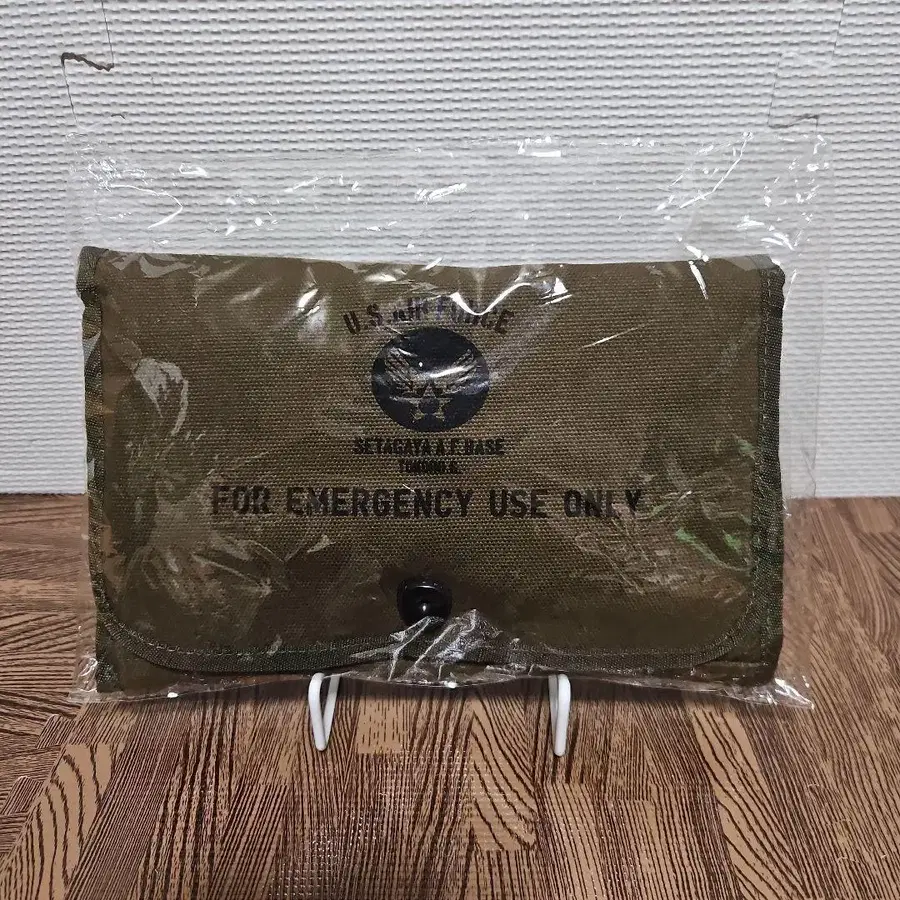 U.S. AIR FORCE
SETAGAYA A.F. BASE
FOR EMERGENCY USE ONLY